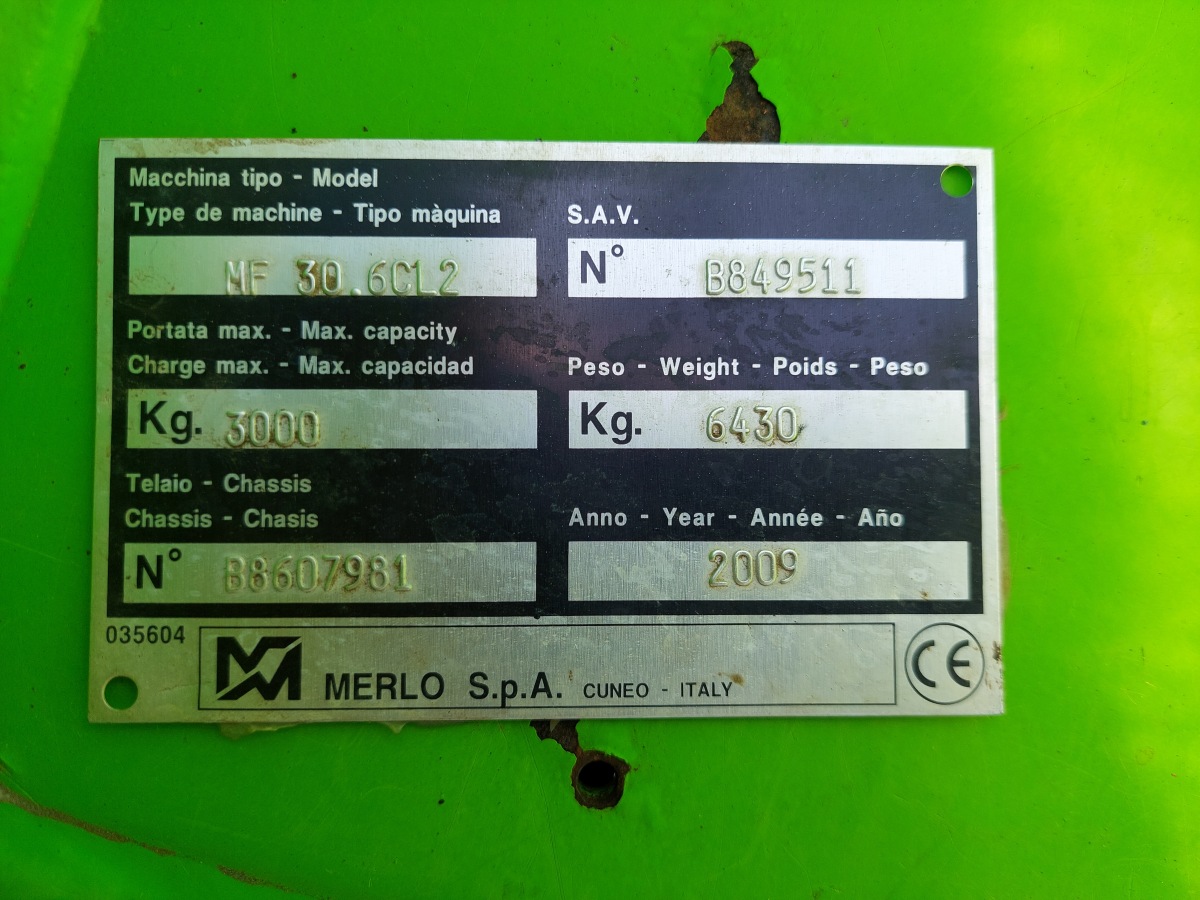 Macchina tipo - Model
Type de machine - Tipo màquina
MF 30.6CL2
S.A.V.
N° B849511
Portata max. - Max. capacity
Charge max. - Max. capacidad
Kg. 3000
Peso - Weight - Poids - Peso
Kg. 6430
Telaio - Chassis
Chassis - Chasis
N° B8607981
Anno - Year - Année - Año
2009
035604
MERLO S.p.A. CUNEO - ITALY
CE